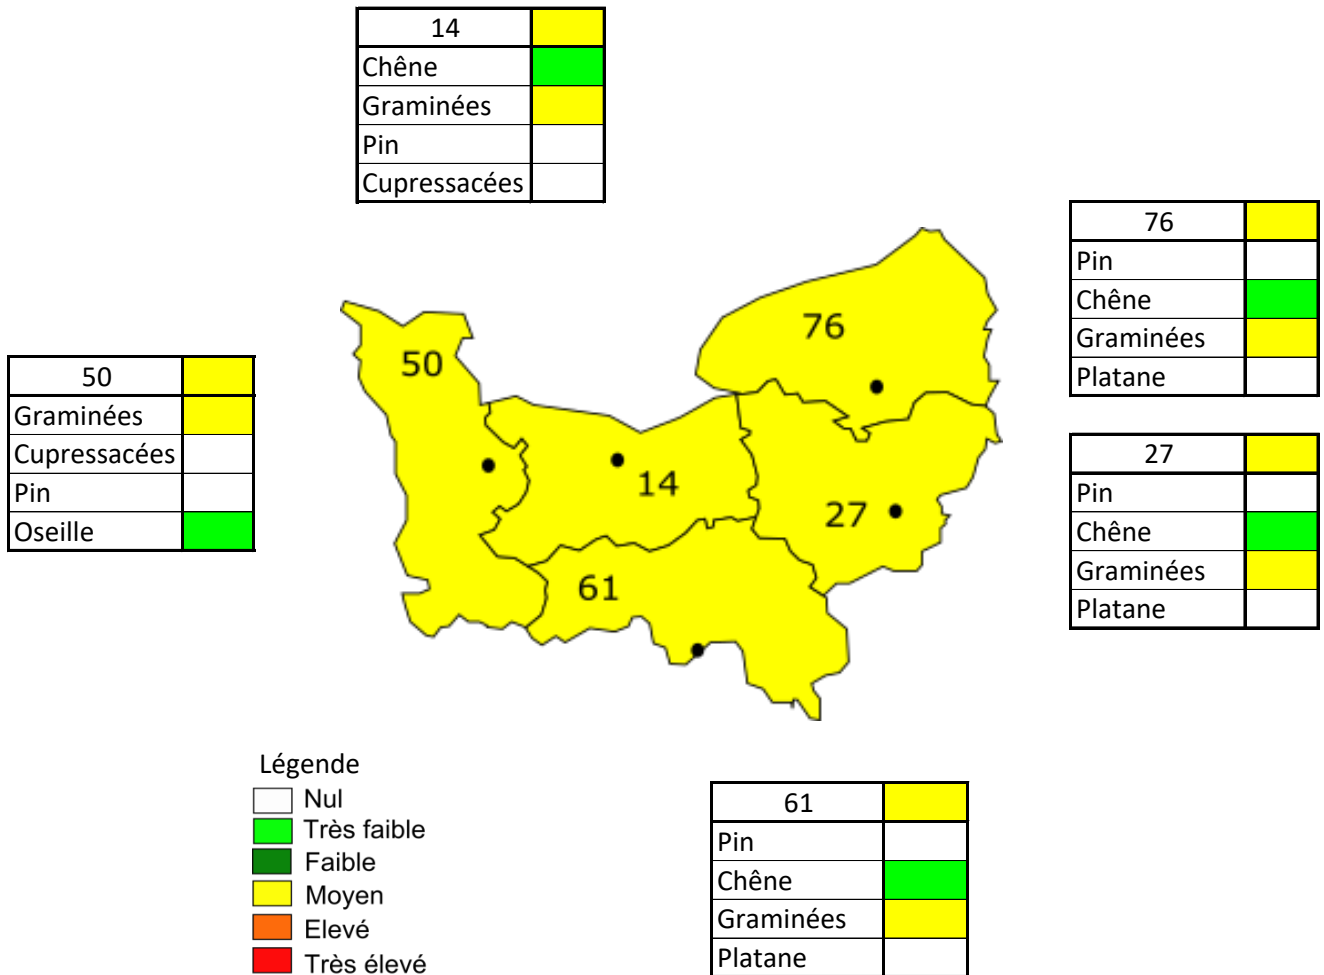 14
Chêne
Graminées
Pin
Cupressacées
76
Pin
Chêne
Graminées
Platane
50
Graminées
Cupressacées
Pin
Oseille
76
50
14
27
61
27
Pin
Chêne
Graminées
Platane
Légende
Nul
Très faible
Faible
Moyen
Elevé
Très élevé
61
Pin
Chêne
Graminées
Platane